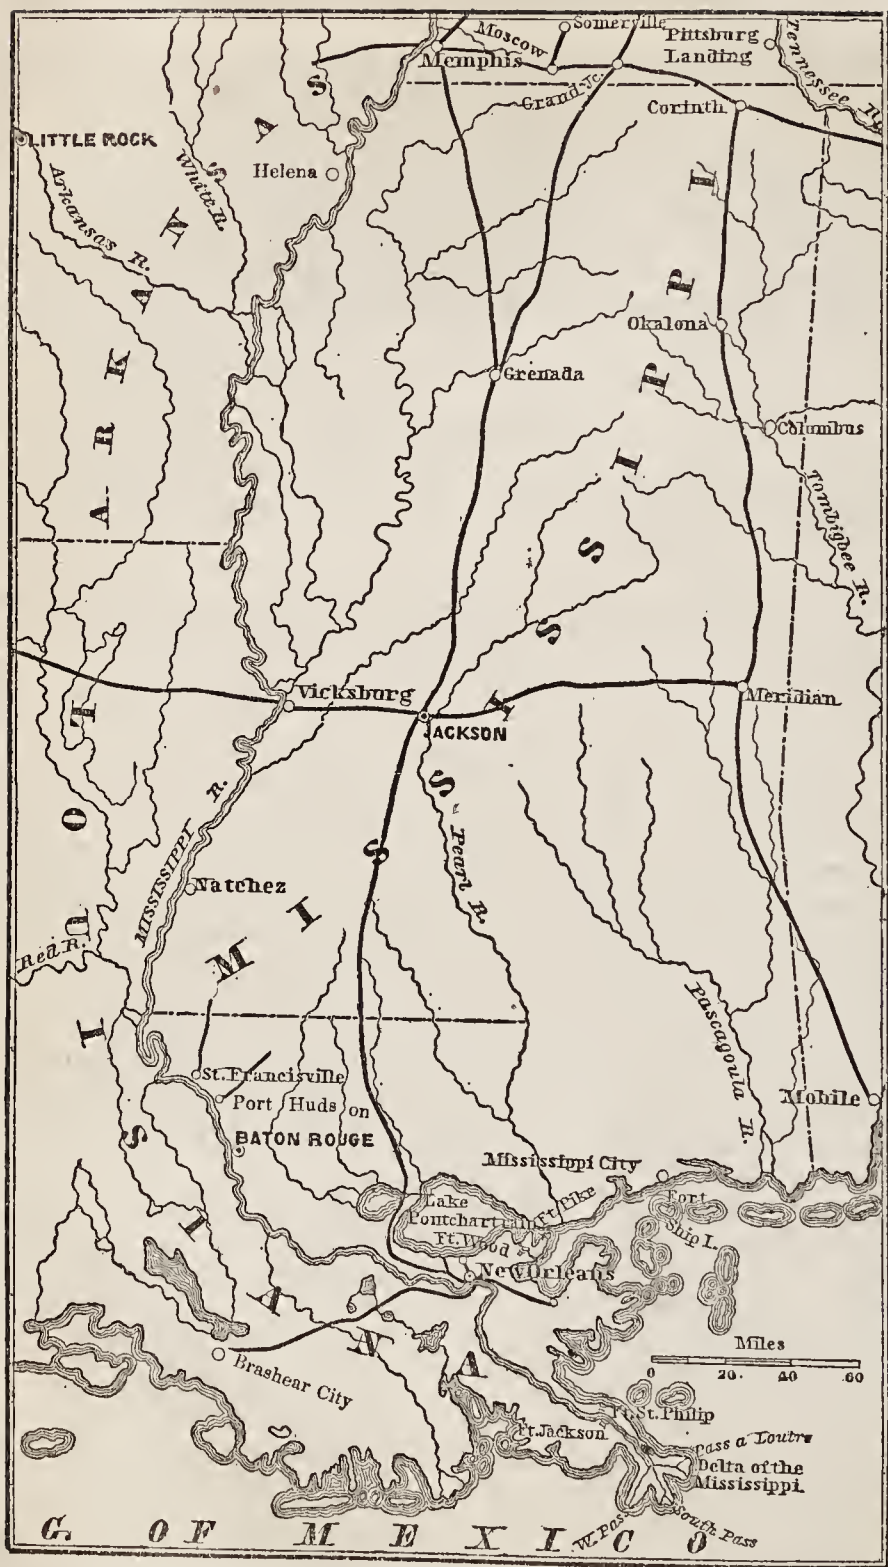 Somerville
Moscow
Pittsburg
Landing
Tennessee R.
Memphis
Grand Jc.
Corinth
LITTLE ROCK
Helena
White R.
Arkansas R.
ARKANSAS
MISSISSIPPI
Okalona
Grenada
Columbus
Tombigbee R.
Vicksburg
JACKSON
Meridian
MISSISSIPPI R.
Pearl R.
Natchez
Red R.
LOUISIANA
Pascagoula R.
St. Francisville
Port Hudson
BATON ROUGE
Mobile
Mississippi City
Lake
Pontchartrain
Ft. Pike
Ft. Wood
Fort
Ship I.
New Orleans
Miles
20. 40 .60
0
Brashear City
Ft. St. Philip
Ft. Jackson
Pass a Loutre
Delta of the
Mississippi.
W. Pass
South Pass
G. OF MEXICO